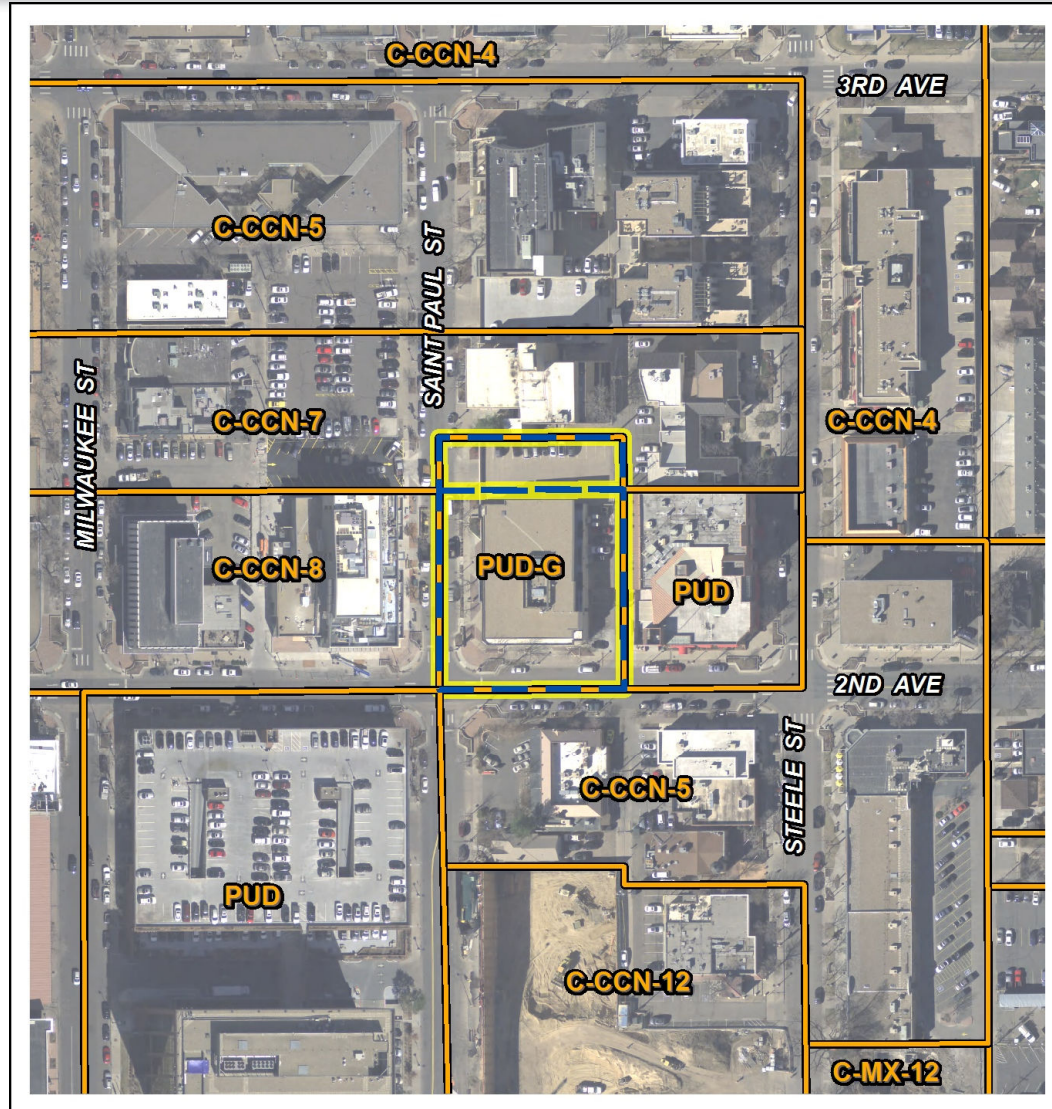 C-CCN-4
3RD AVE
C-CCN-5
SAINT PAUL ST
MILWAUKEE ST
C-CCN-7
C-CCN-4
C-CCN-8
PUD-G
PUD
2ND AVE
C-CCN-5
STEELE ST
PUD
C-CCN-12
C-MX-12